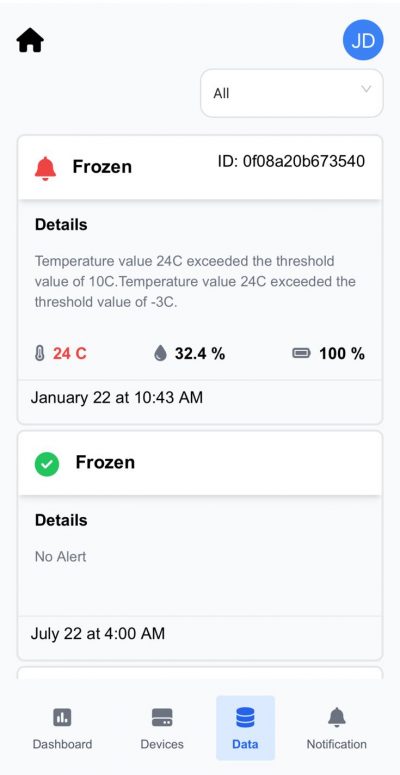 JD
All
Frozen
ID: 0f08a20b673540
Details
Temperature value 24C exceeded the threshold
value of 10C.Temperature value 24C exceeded the
threshold value of -3C.
24 C
32.4 %
100 %
January 22 at 10:43 AM
Frozen
Details
No Alert
July 22 at 4:00 AM
Dashboard
Devices
Data
Notification